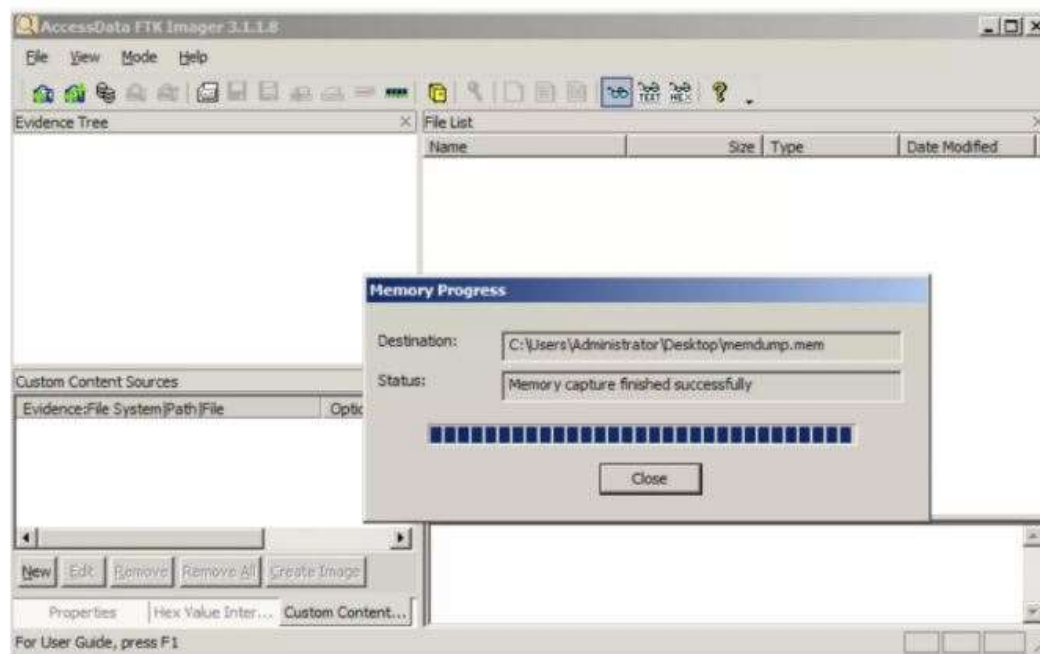 AccessData FTK Imager 3.1.1.8
File View Mode Help
TEXT HEX
Evidence Tree
File List
Name Size Type Date Modified
Memory Progress
Destination: C:\Users\Administrator\Desktop\memdump.mem
Status: Memory capture finished successfully
Close
Custom Content Sources
Evidence:File System|Path|File Optio
New Edit Remove Remove All Create Image
Properties Hex Value Inter... Custom Content...
For User Guide, press F1